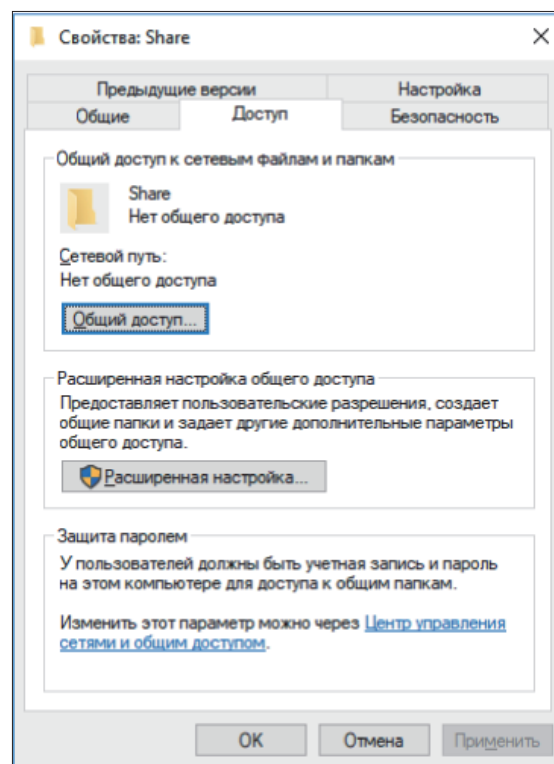 Свойства: Share
Предыдущие версии
Настройка
Общие
Доступ
Безопасность
Общий доступ к сетевым файлам и папкам
Share
Нет общего доступа
Сетевой путь:
Нет общего доступа
Общий доступ...
Расширенная настройка общего доступа
Предоставляет пользовательские разрешения, создает
общие папки и задает другие дополнительные параметры
общего доступа.
Расширенная настройка...
Защита паролем
У пользователей должны быть учетная запись и пароль
на этом компьютере для доступа к общим папкам.
Изменить этот параметр можно через Центр управления
сетями и общим доступом.
OK
Отмена
Применить